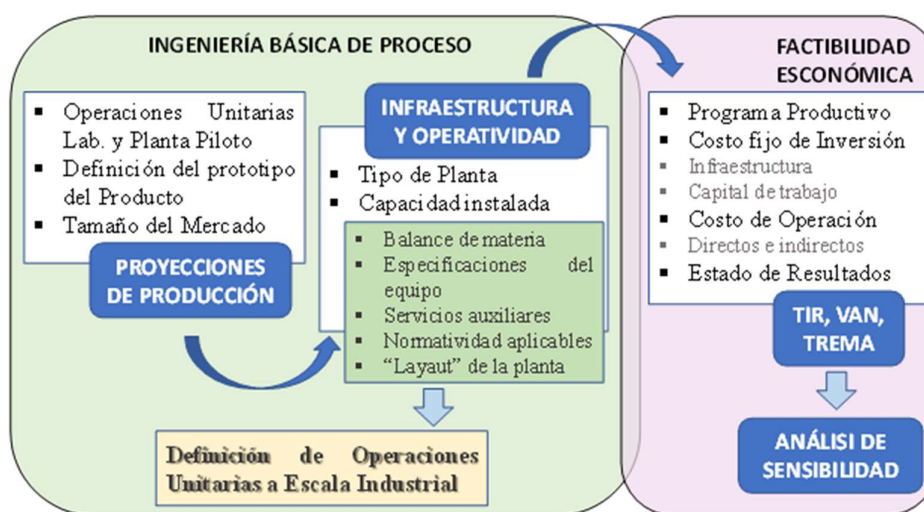 INGENIERÍA BÁSICA DE PROCESO
▪ Operaciones Unitarias
Lab. y Planta Piloto
▪ Definición del prototipo
del Producto
▪ Tamaño del Mercado
PROYECCIONES
DE PRODUCCIÓN
INFRAESTRUCTURA
Y OPERATIVIDAD
▪ Tipo de Planta
▪ Capacidad instalada
▪ Balance de materia
▪ Especificaciones del
equipo
▪ Servicios auxiliares
▪ Normatividad aplicables
▪ “Layaut” de la planta
Definición de Operaciones
Unitarias a Escala Industrial
FACTIBILIDAD
ESCONÓMICA
▪ Programa Productivo
▪ Costo fijo de Inversión
▪ Infraestructura
▪ Capital de trabajo
▪ Costo de Operación
▪ Directos e indirectos
▪ Estado de Resultados
TIR, VAN,
TREMA
ANÁLISI DE
SENSIBILIDAD